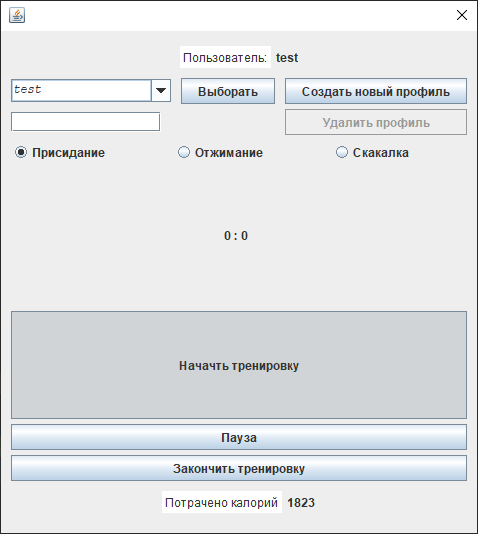 Пользователь: test
test Выборать Создать новый профиль
Удалить профиль
Присидание Отжимание Скакалка
0 : 0
Начачть тренировку
Пауза
Закончить тренировку
Потрачено калорий 1823